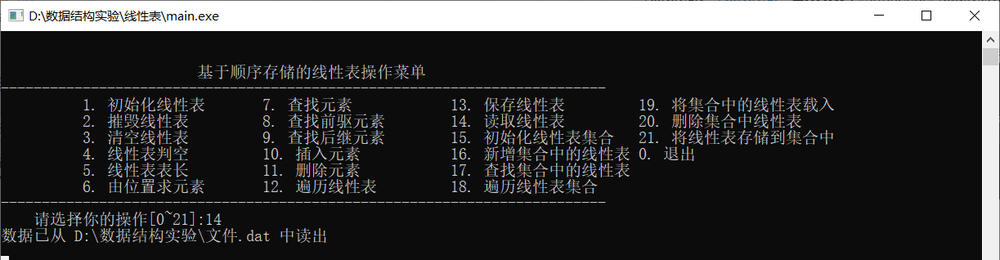 D:\数据结构实验\线性表\main.exe
基于顺序存储的线性表操作菜单
-------------------------------------------------------------------------
1. 初始化线性表 7. 查找元素 13. 保存线性表 19. 将集合中的线性表载入
2. 摧毁线性表 8. 查找前驱元素 14. 读取线性表 20. 删除集合中线性表
3. 清空线性表 9. 查找后继元素 15. 初始化线性表集合 21. 将线性表存储到集合中
4. 线性表判空 10. 插入元素 16. 新增集合中的线性表 0. 退出
5. 线性表表长 11. 删除元素 17. 查找集合中的线性表
6. 由位置求元素 12. 遍历线性表 18. 遍历线性表集合
-------------------------------------------------------------------------
请选择你的操作[0~21]:14
数据已从 D:\数据结构实验\文件.dat 中读出